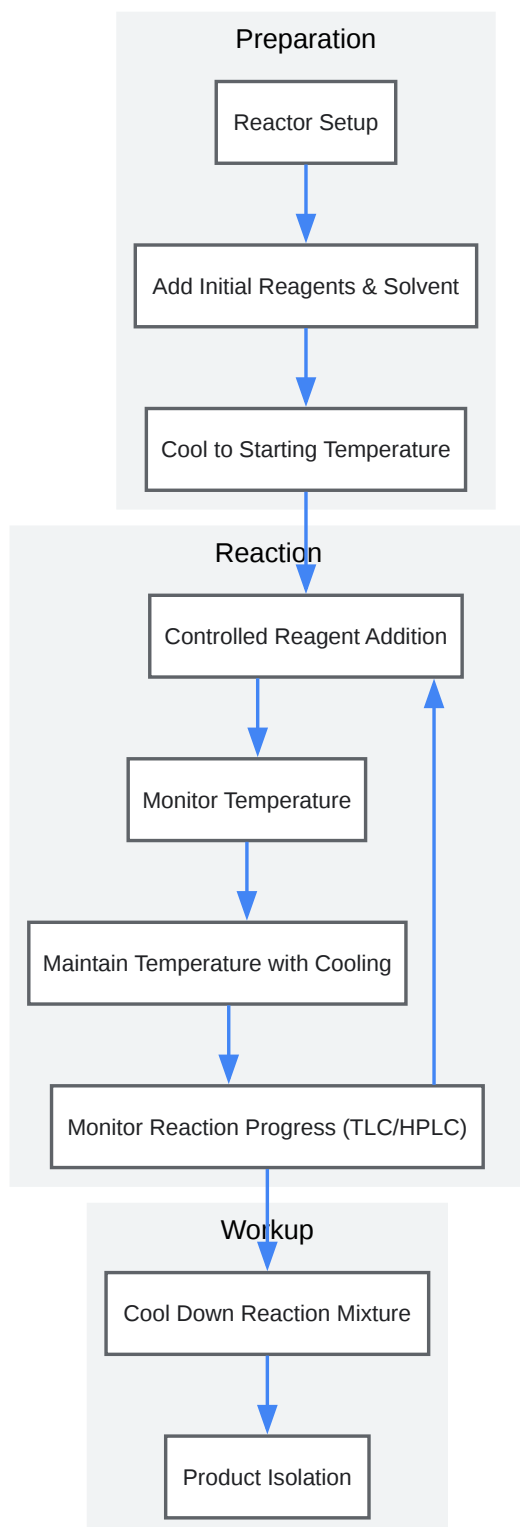 Preparation
Reactor Setup
Add Initial Reagents & Solvent
Cool to Starting Temperature
Reaction
Controlled Reagent Addition
Monitor Temperature
Maintain Temperature with Cooling
Monitor Reaction Progress (TLC/HPLC)
Workup
Cool Down Reaction Mixture
Product Isolation